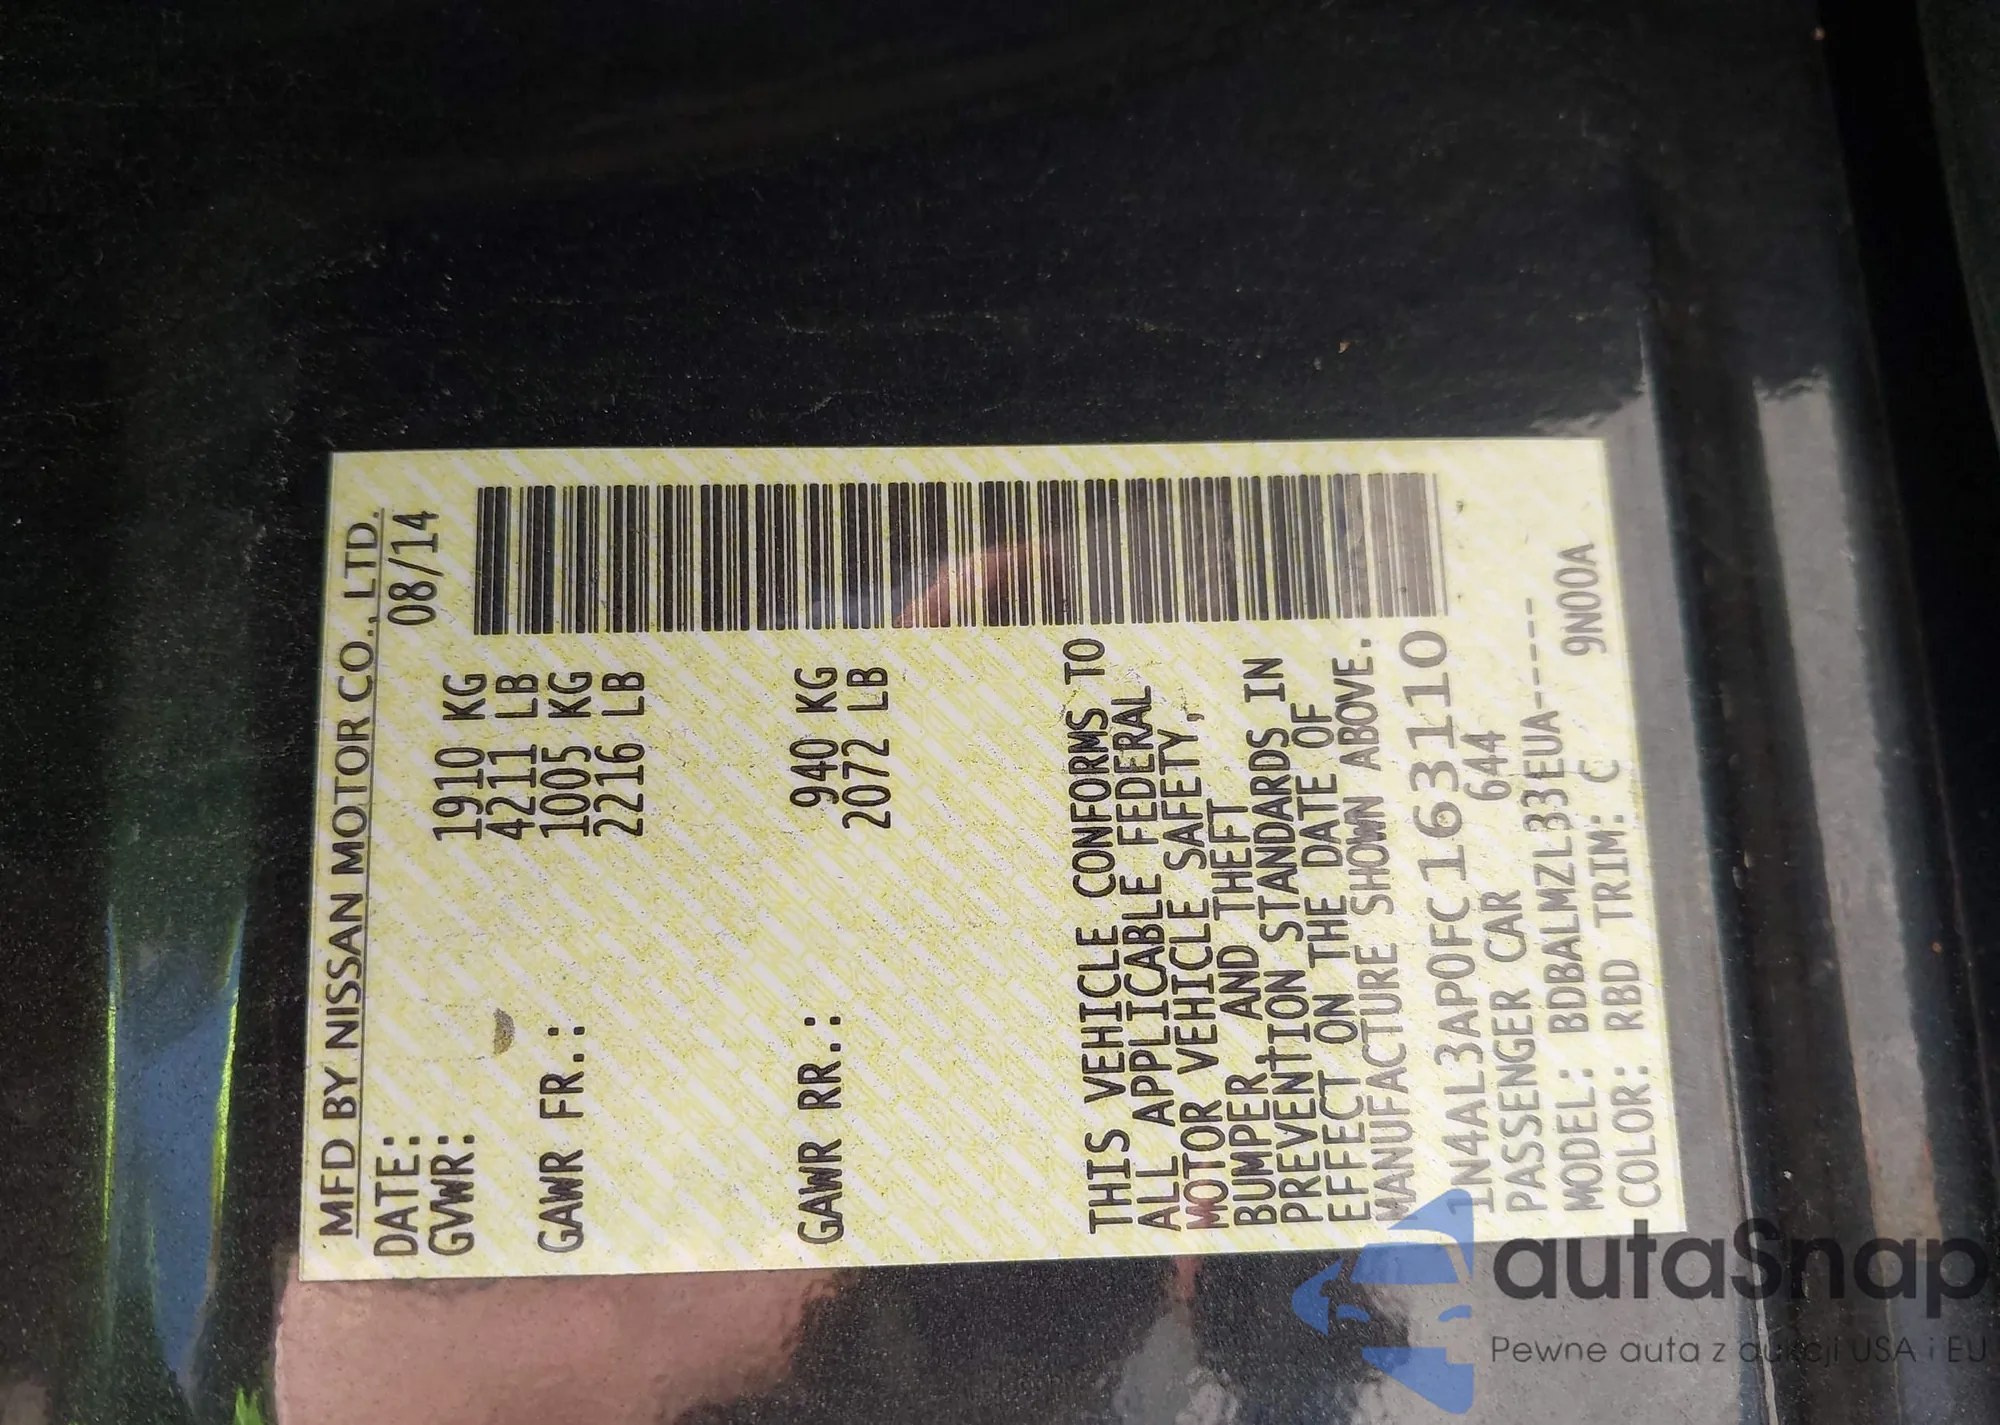 MFD BY NISSAN MOTOR CO., LTD.
DATE: 08/14
GVWR: 1910 KG
4211 LB
GAWR FR.: 1005 KG
2216 LB
GAWR RR.: 940 KG
2072 LB
THIS VEHICLE CONFORMS TO
ALL APPLICABLE FEDERAL
MOTOR VEHICLE SAFETY,
BUMPER, AND THEFT
PREVENTION STANDARDS IN
EFFECT ON THE DATE OF
MANUFACTURE SHOWN ABOVE.
1N4AL3AP0FC163110
PASSENGER CAR 644
MODEL: BDBALMZL33EUA-----
COLOR: RBD TRIM: C 9N00A
autaSnap
Pewne auta z aukcji USA i EU